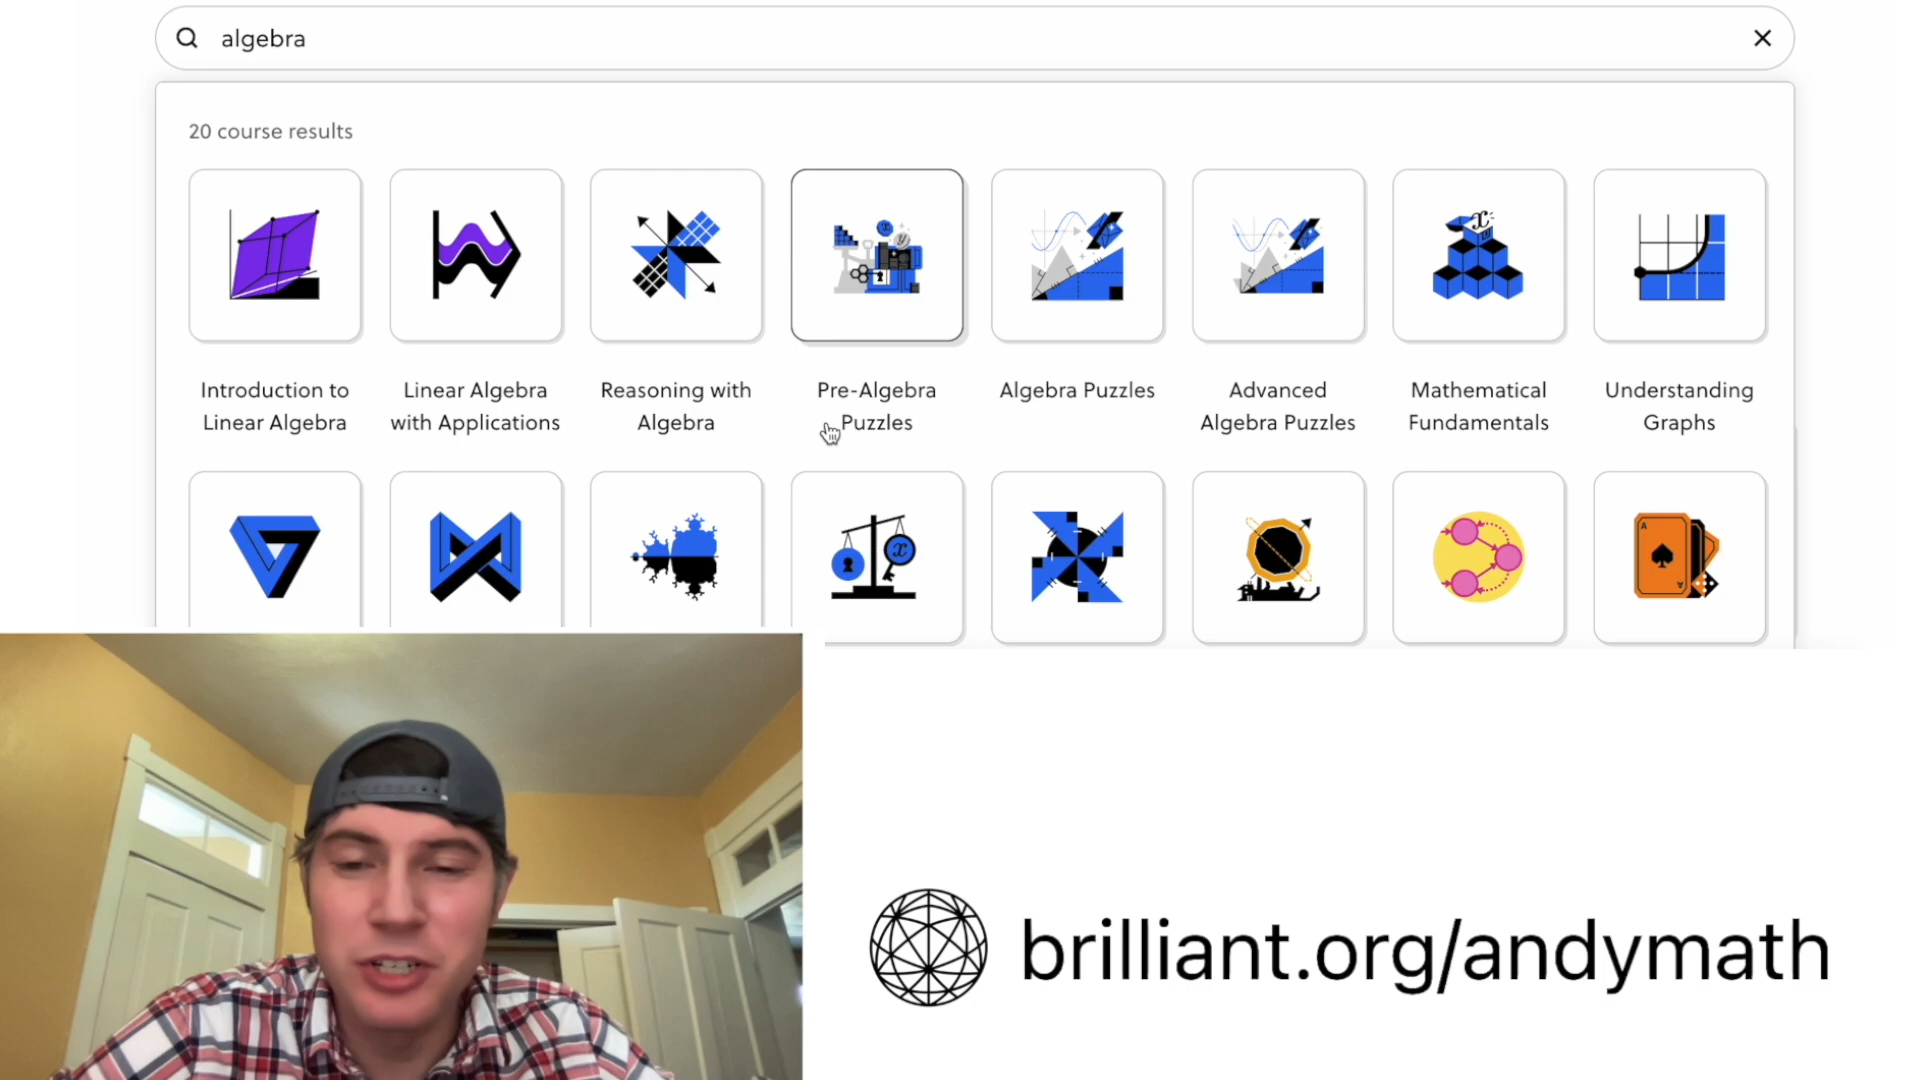 algebra
20 course results
Introduction to
Linear Algebra
Linear Algebra
with Applications
Reasoning with
Algebra
Pre-Algebra
Puzzles
Algebra Puzzles
Advanced
Algebra Puzzles
Mathematical
Fundamentals
Understanding
Graphs
brilliant.org/andymath